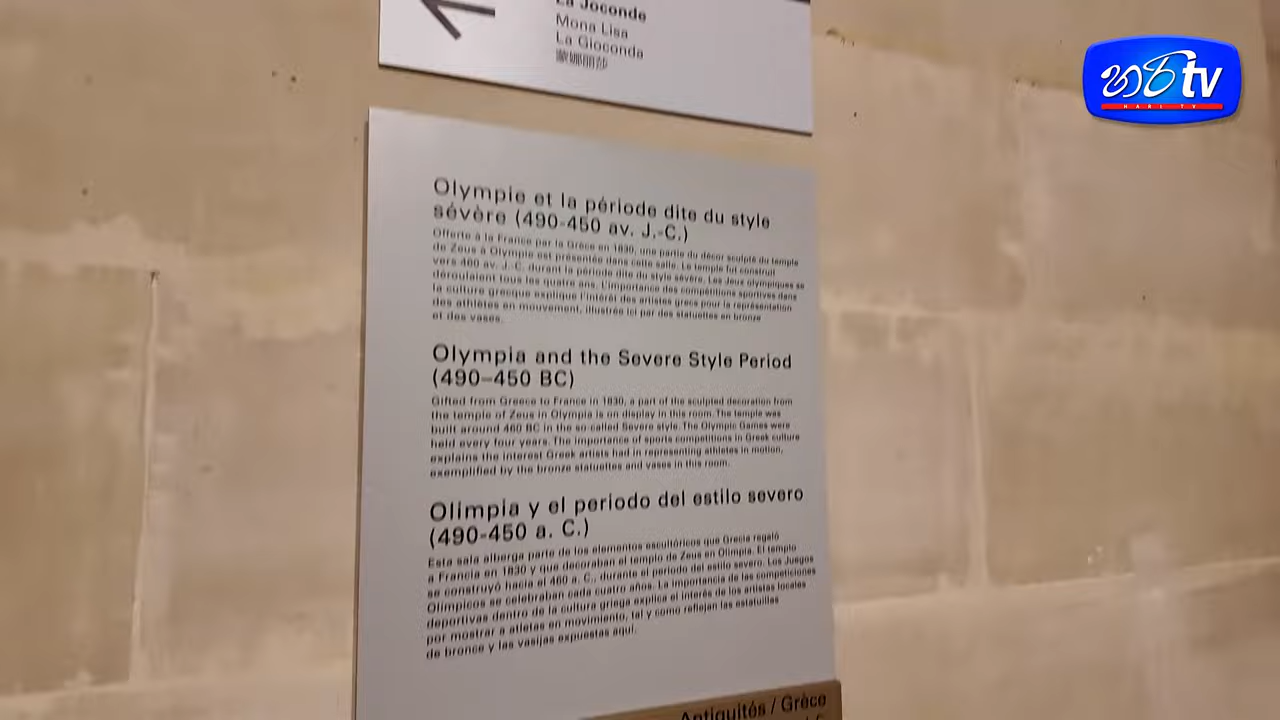 La Joconde
Mona Lisa
La Gioconda
蒙娜丽莎
හරි tv
HARI TV
Olympie et la période dite du style
sévère (490-450 av. J.-C.)
Offerte à la France par la Grèce en 1830, une partie du décor sculpté du temple
de Zeus à Olympie est présentée dans cette salle. Le temple fut construit
vers 460 av. J.-C. durant la période dite du style sévère. Les Jeux olympiques se
déroulaient tous les quatre ans. L'importance des compétitions sportives dans
la culture grecque explique l'intérêt des artistes grecs pour la représentation
des athlètes en mouvement, illustrée ici par des statuettes en bronze
et des vases.
Olympia and the Severe Style Period
(490–450 BC)
Gifted from Greece to France in 1830, a part of the sculpted decoration from
the temple of Zeus in Olympia is on display in this room. The temple was
built around 460 BC in the so-called Severe style. The Olympic Games were
held every four years. The importance of sports competitions in Greek culture
explains the interest Greek artists had in representing athletes in motion,
exemplified by the bronze statuettes and vases in this room.
Olimpia y el periodo del estilo severo
(490-450 a. C.)
Esta sala alberga parte de los elementos escultóricos que Grecia regaló
a Francia en 1830 y que decoraban el templo de Zeus en Olimpia. El templo
se construyó hacia el 460 a. C., durante el periodo del estilo severo. Los Juegos
Olímpicos se celebraban cada cuatro años. La importancia de las competiciones
deportivas dentro de la cultura griega explica el interés de los artistas locales
por mostrar a atletas en movimiento, tal y como reflejan las estatuillas
de bronce y las vasijas expuestas aquí.
Antiquités / Grèce